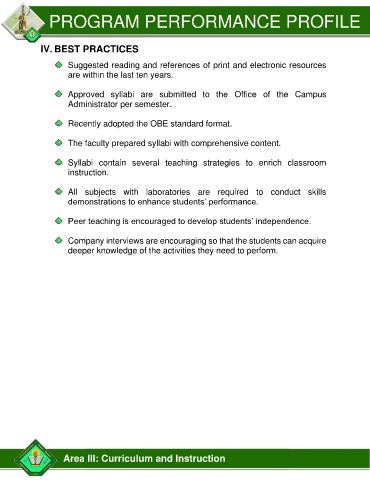 PROGRAM PERFORMANCE PROFILE
IV. BEST PRACTICES
Suggested reading and references of print and electronic resources
are within the last ten years.
Approved syllabi are submitted to the Office of the Campus
Administrator per semester.
Recently adopted the OBE standard format.
The faculty prepared syllabi with comprehensive content.
Syllabi contain several teaching strategies to enrich classroom
instruction.
All subjects with laboratories are required to conduct skills
demonstrations to enhance students' performance.
Peer teaching is encouraged to develop students' independence.
Company interviews are encouraging so that the students can acquire
deeper knowledge of the activities they need to perform.
Area III: Curriculum and Instruction